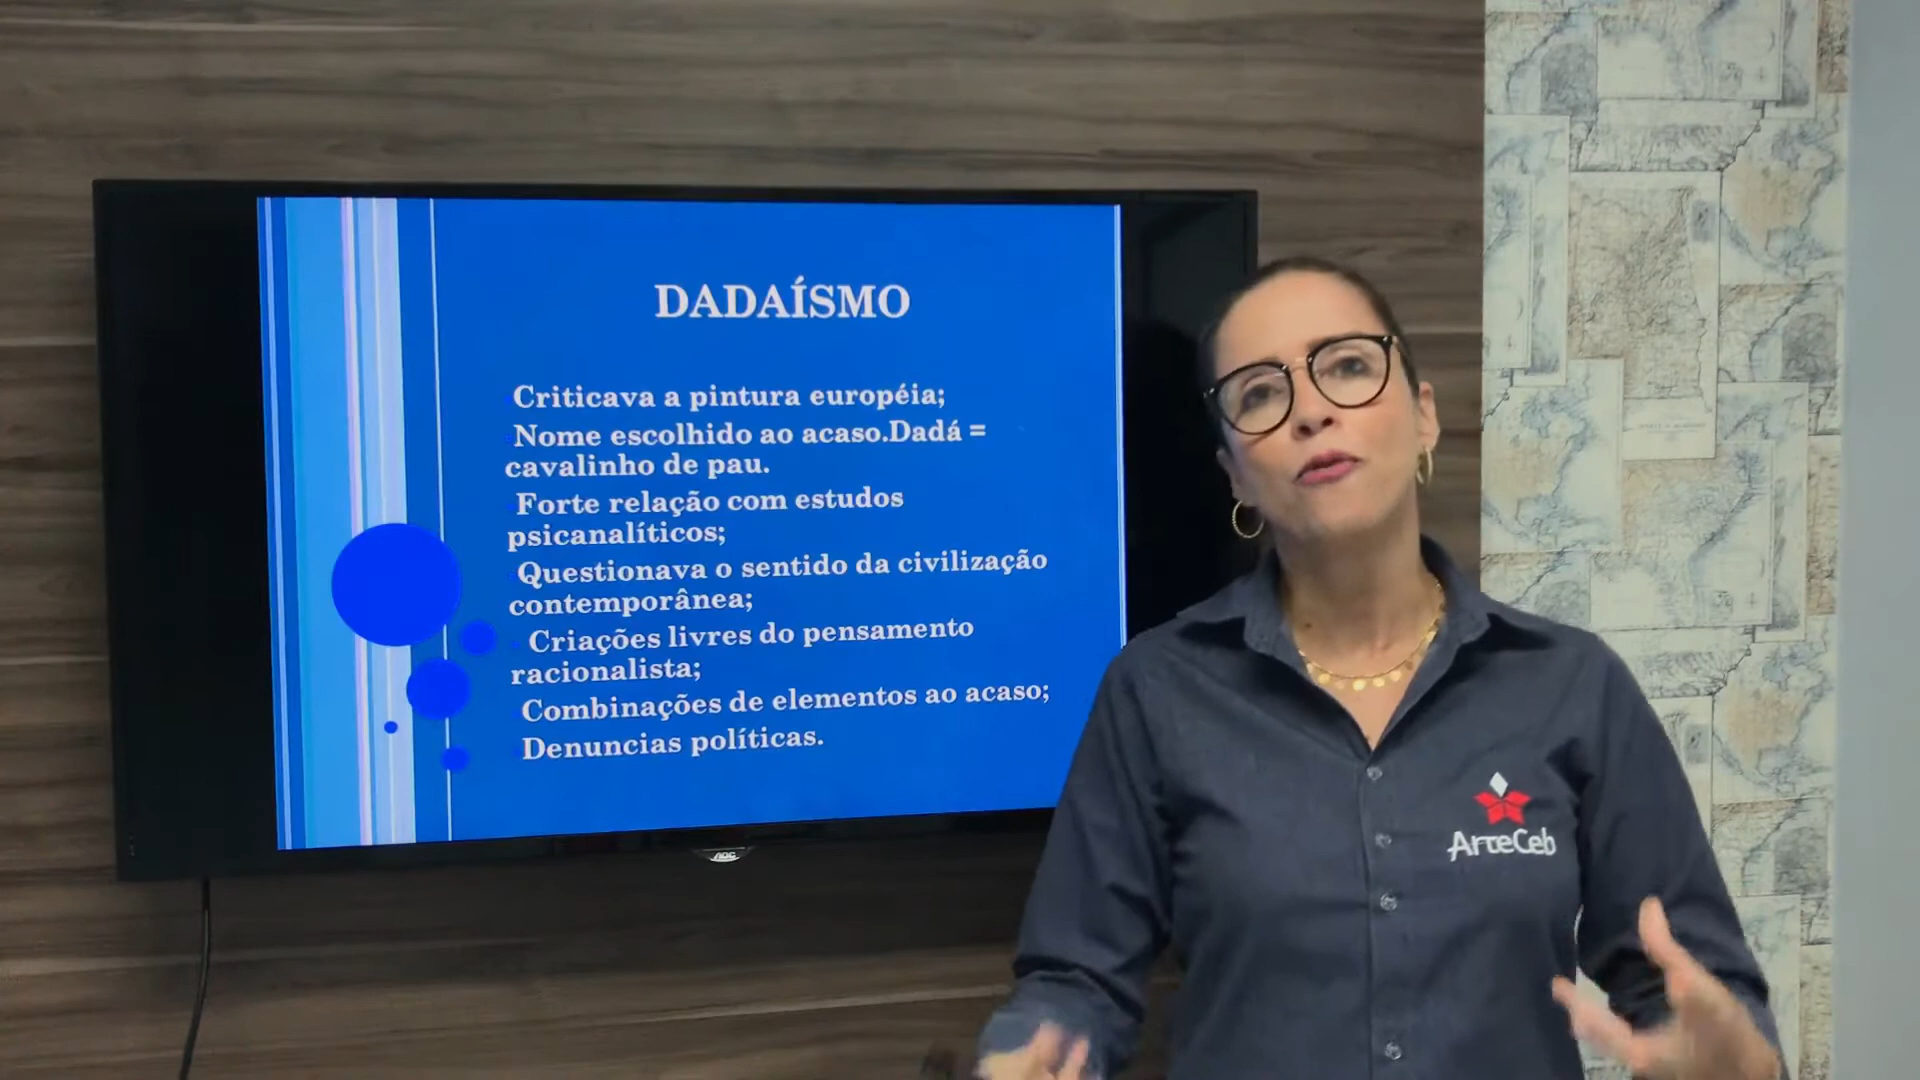 DADAÍSMO
Criticava a pintura européia;
Nome escolhido ao acaso.Dadá =
cavalinho de pau.
Forte relação com estudos
psicanalíticos;
Questionava o sentido da civilização
contemporânea;
Criações livres do pensamento
racionalista;
Combinações de elementos ao acaso;
Denuncias políticas.
AOC
ArteCeb